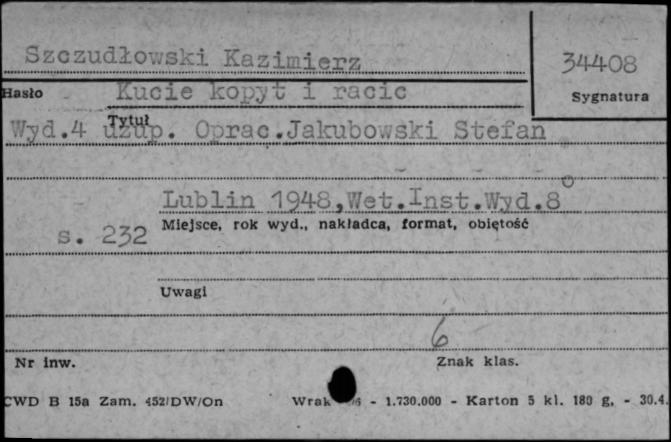 Szczudłowski Kazimierz
34408
Hasło
Kucie kopyt i racic
Sygnatura
Tytuł
Wyd.4 uzup. Oprac.Jakubowski Stefan
Lublin 1948,Wet.Inst.Wyd.8°
s. 232
Miejsce, rok wyd., nakładca, format, objętość
Uwagi
6
Nr inw.
Znak klas.
CWD B 15a Zam. 452/DW/On
- 1.730.000 - Karton 5 kl. 180 g, - 30.4.